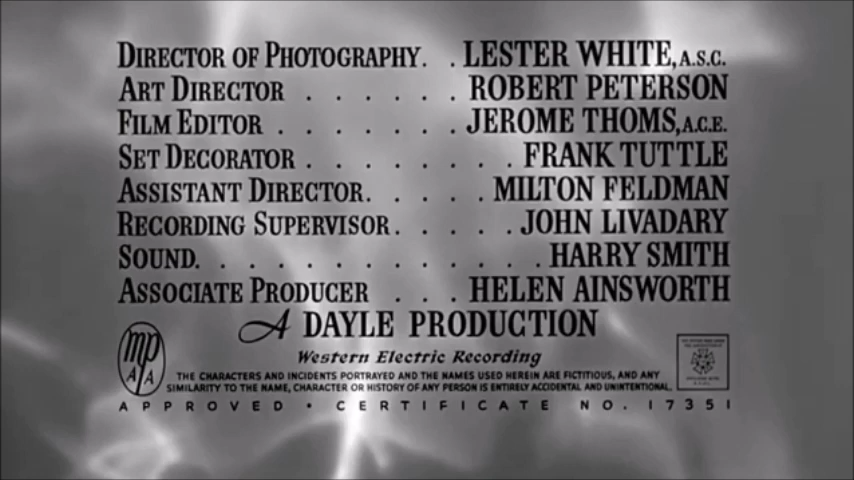 DIRECTOR OF PHOTOGRAPHY. . LESTER WHITE, A.S.C.
ART DIRECTOR . . . . . . ROBERT PETERSON
FILM EDITOR . . . . . . . JEROME THOMS, A.C.E.
SET DECORATOR . . . . . . . . FRANK TUTTLE
ASSISTANT DIRECTOR. . . . . MILTON FELDMAN
RECORDING SUPERVISOR . . . . . JOHN LIVADARY
SOUND. . . . . . . . . . . . . HARRY SMITH
ASSOCIATE PRODUCER . . . HELEN AINSWORTH
A DAYLE PRODUCTION
MPAA
Western Electric Recording
THE CHARACTERS AND INCIDENTS PORTRAYED AND THE NAMES USED HEREIN ARE FICTITIOUS, AND ANY
SIMILARITY TO THE NAME, CHARACTER OR HISTORY OF ANY PERSON IS ENTIRELY ACCIDENTAL AND UNINTENTIONAL.
APPROVED • CERTIFICATE NO. 17351